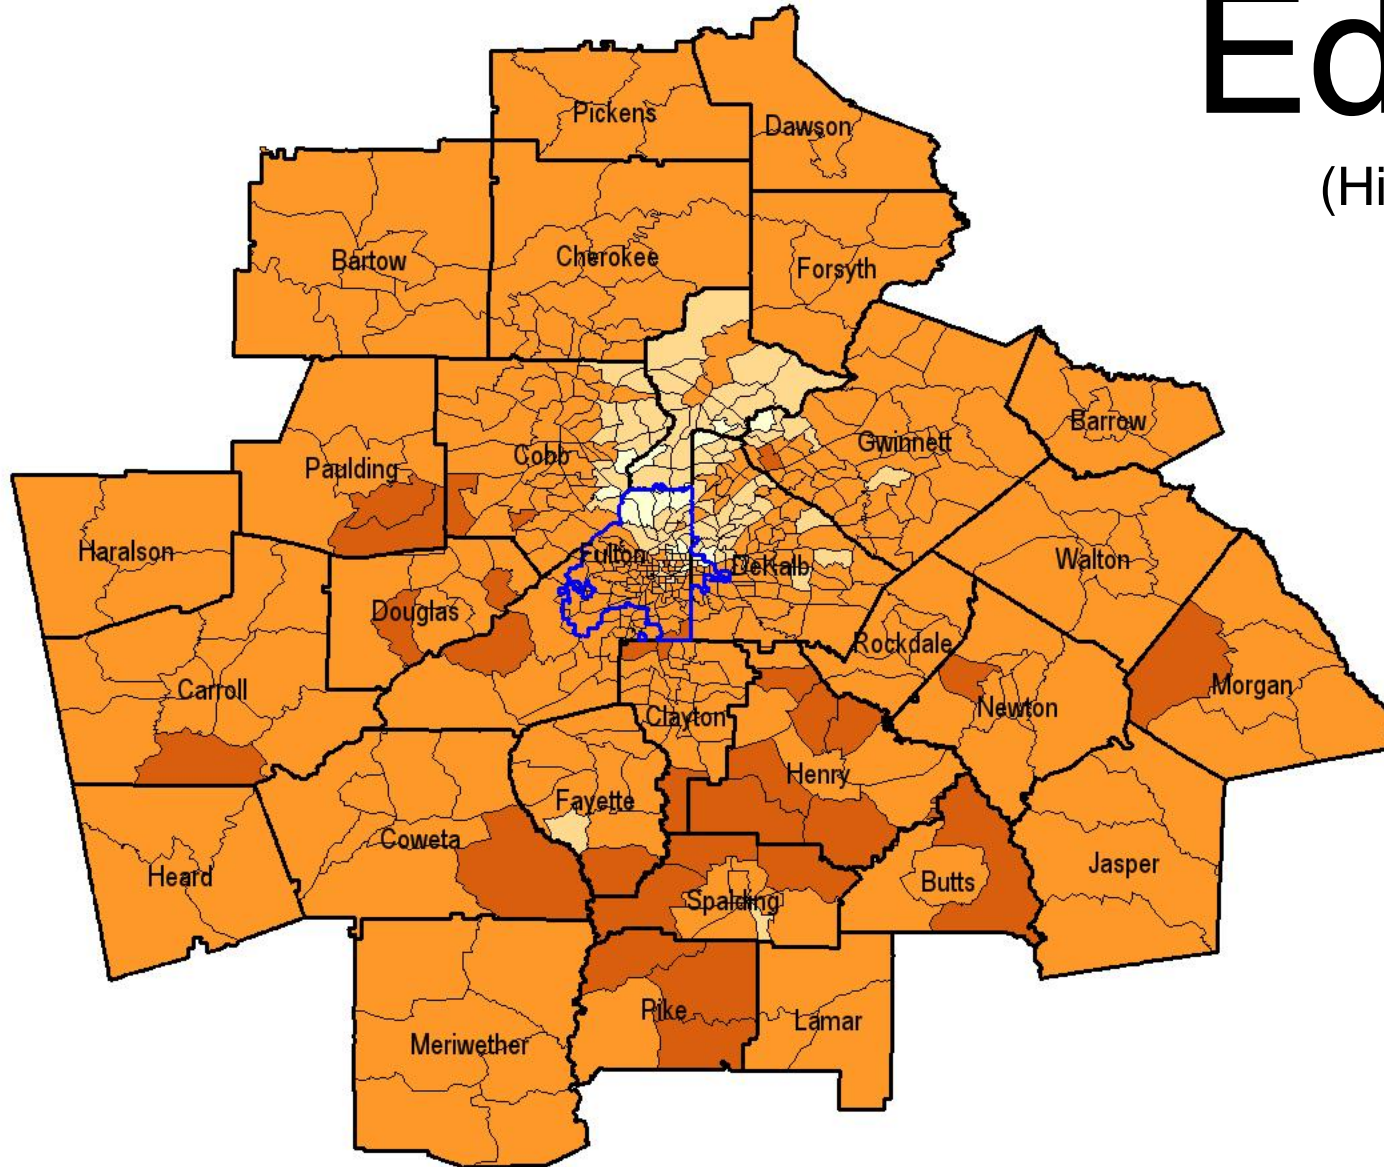 Ed
(Hi
Pickens
Dawson
Bartow
Cherokee
Forsyth
Barrow
Gwinnett
Cobb
Paulding
Haralson
Fulton
DeKalb
Walton
Douglas
Rockdale
Carroll
Morgan
Newton
Clayton
Henry
Fayette
Coweta
Jasper
Heard
Butts
Spalding
Pike
Lamar
Meriwether